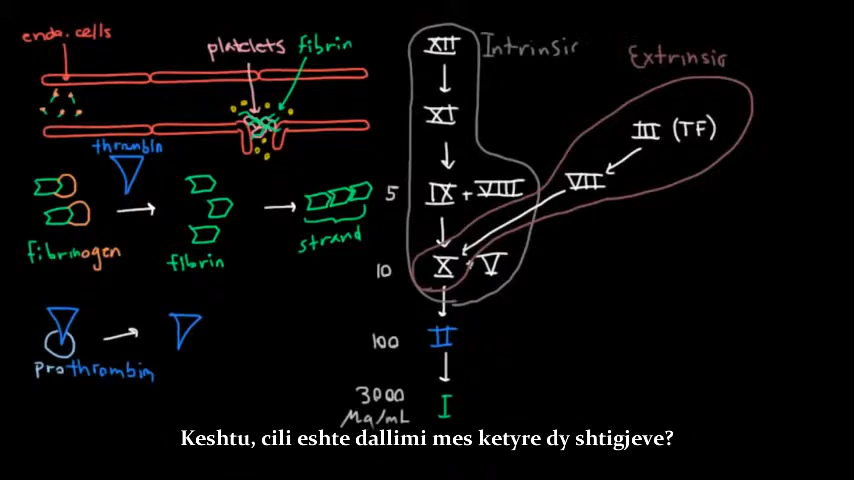 endo. cells
platelets
fibrin
thrombin
fibrinogen
fibrin
strand
prothrombin
XII
Intrinsic
Extrinsic
XI
III (TF)
5 IX + VIII
VII
10 X + V
100 II
3000
Mg/mL I
Keshtu, cili eshte dallimi mes ketyre dy shtigjeve?